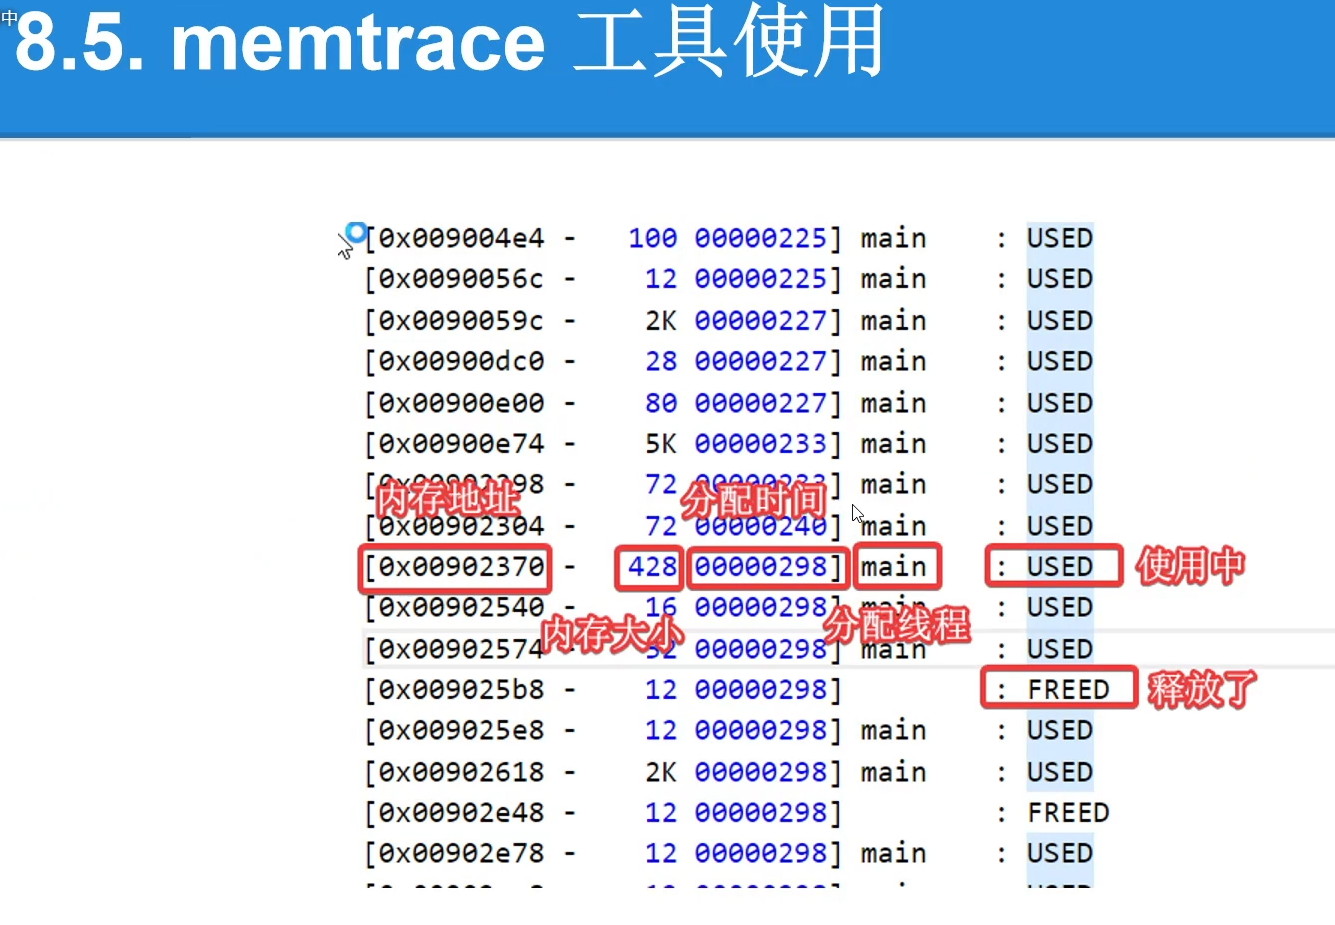 中
8.5. memtrace 工具使用
[0x009004e4 - 100 00000225] main : USED
[0x0090056c - 12 00000225] main : USED
[0x0090059c - 2K 00000227] main : USED
[0x00900dc0 - 28 00000227] main : USED
[0x00900e00 - 80 00000227] main : USED
[0x00900e74 - 5K 00000233] main : USED
98 - 72 00000233] main : USED
内存地址 分配时间
[0x00902304 - 72 00000240] main : USED
[0x00902370 - 428 00000298] main : USED 使用中
[0x00902540 - 16 00000298] main : USED
内存大小 分配线程
[0x00902574 - 52 00000298] main : USED
[0x009025b8 - 12 00000298] : FREED 释放了
[0x009025e8 - 12 00000298] main : USED
[0x00902618 - 2K 00000298] main : USED
[0x00902e48 - 12 00000298] : FREED
[0x00902e78 - 12 00000298] main : USED